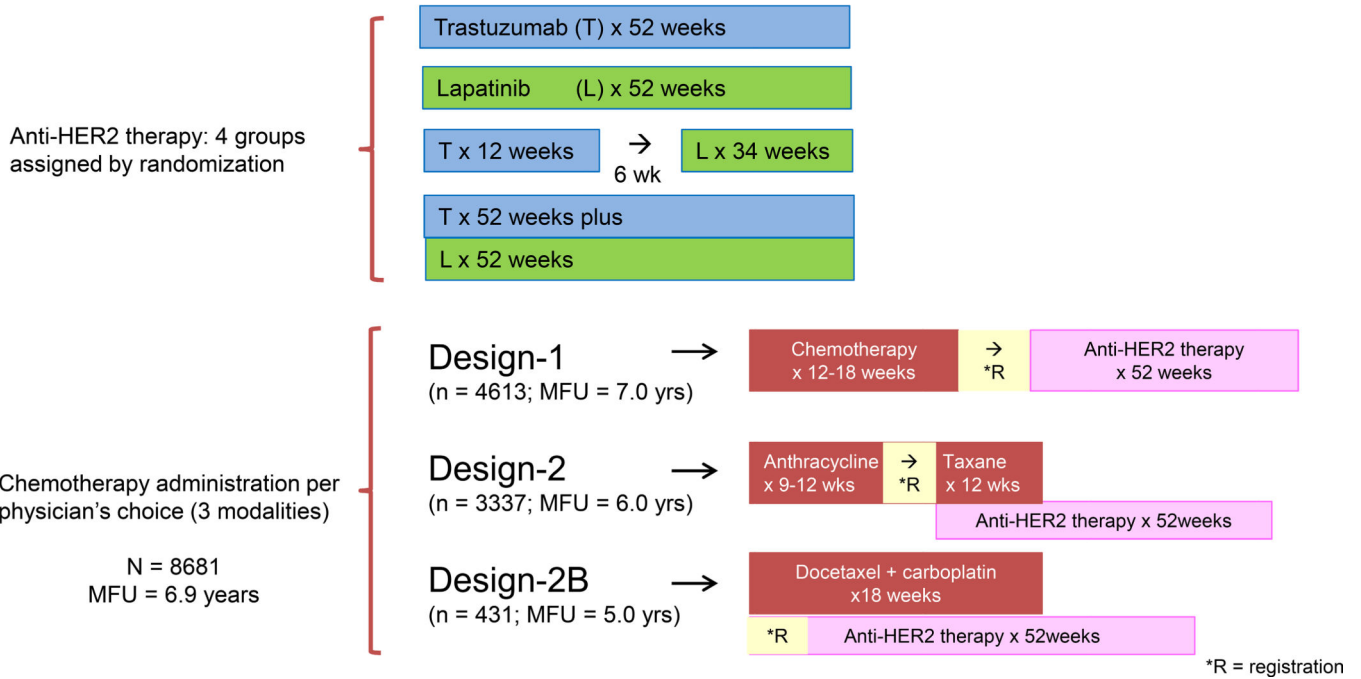 Trastuzumab (T) x 52 weeks
Lapatinib (L) x 52 weeks
Anti-HER2 therapy: 4 groups
assigned by randomization
T x 12 weeks
→
6 wk
L x 34 weeks
T x 52 weeks plus
L x 52 weeks
Design-1
(n = 4613; MFU = 7.0 yrs)
→
Chemotherapy
x 12-18 weeks
→
*R
Anti-HER2 therapy
x 52 weeks
Chemotherapy administration per
physician’s choice (3 modalities)
N = 8681
MFU = 6.9 years
Design-2
(n = 3337; MFU = 6.0 yrs)
→
Anthracycline
x 9-12 wks
→
*R
Taxane
x 12 wks
Anti-HER2 therapy x 52weeks
Design-2B
(n = 431; MFU = 5.0 yrs)
→
Docetaxel + carboplatin
x18 weeks
*R
Anti-HER2 therapy x 52weeks
*R = registration